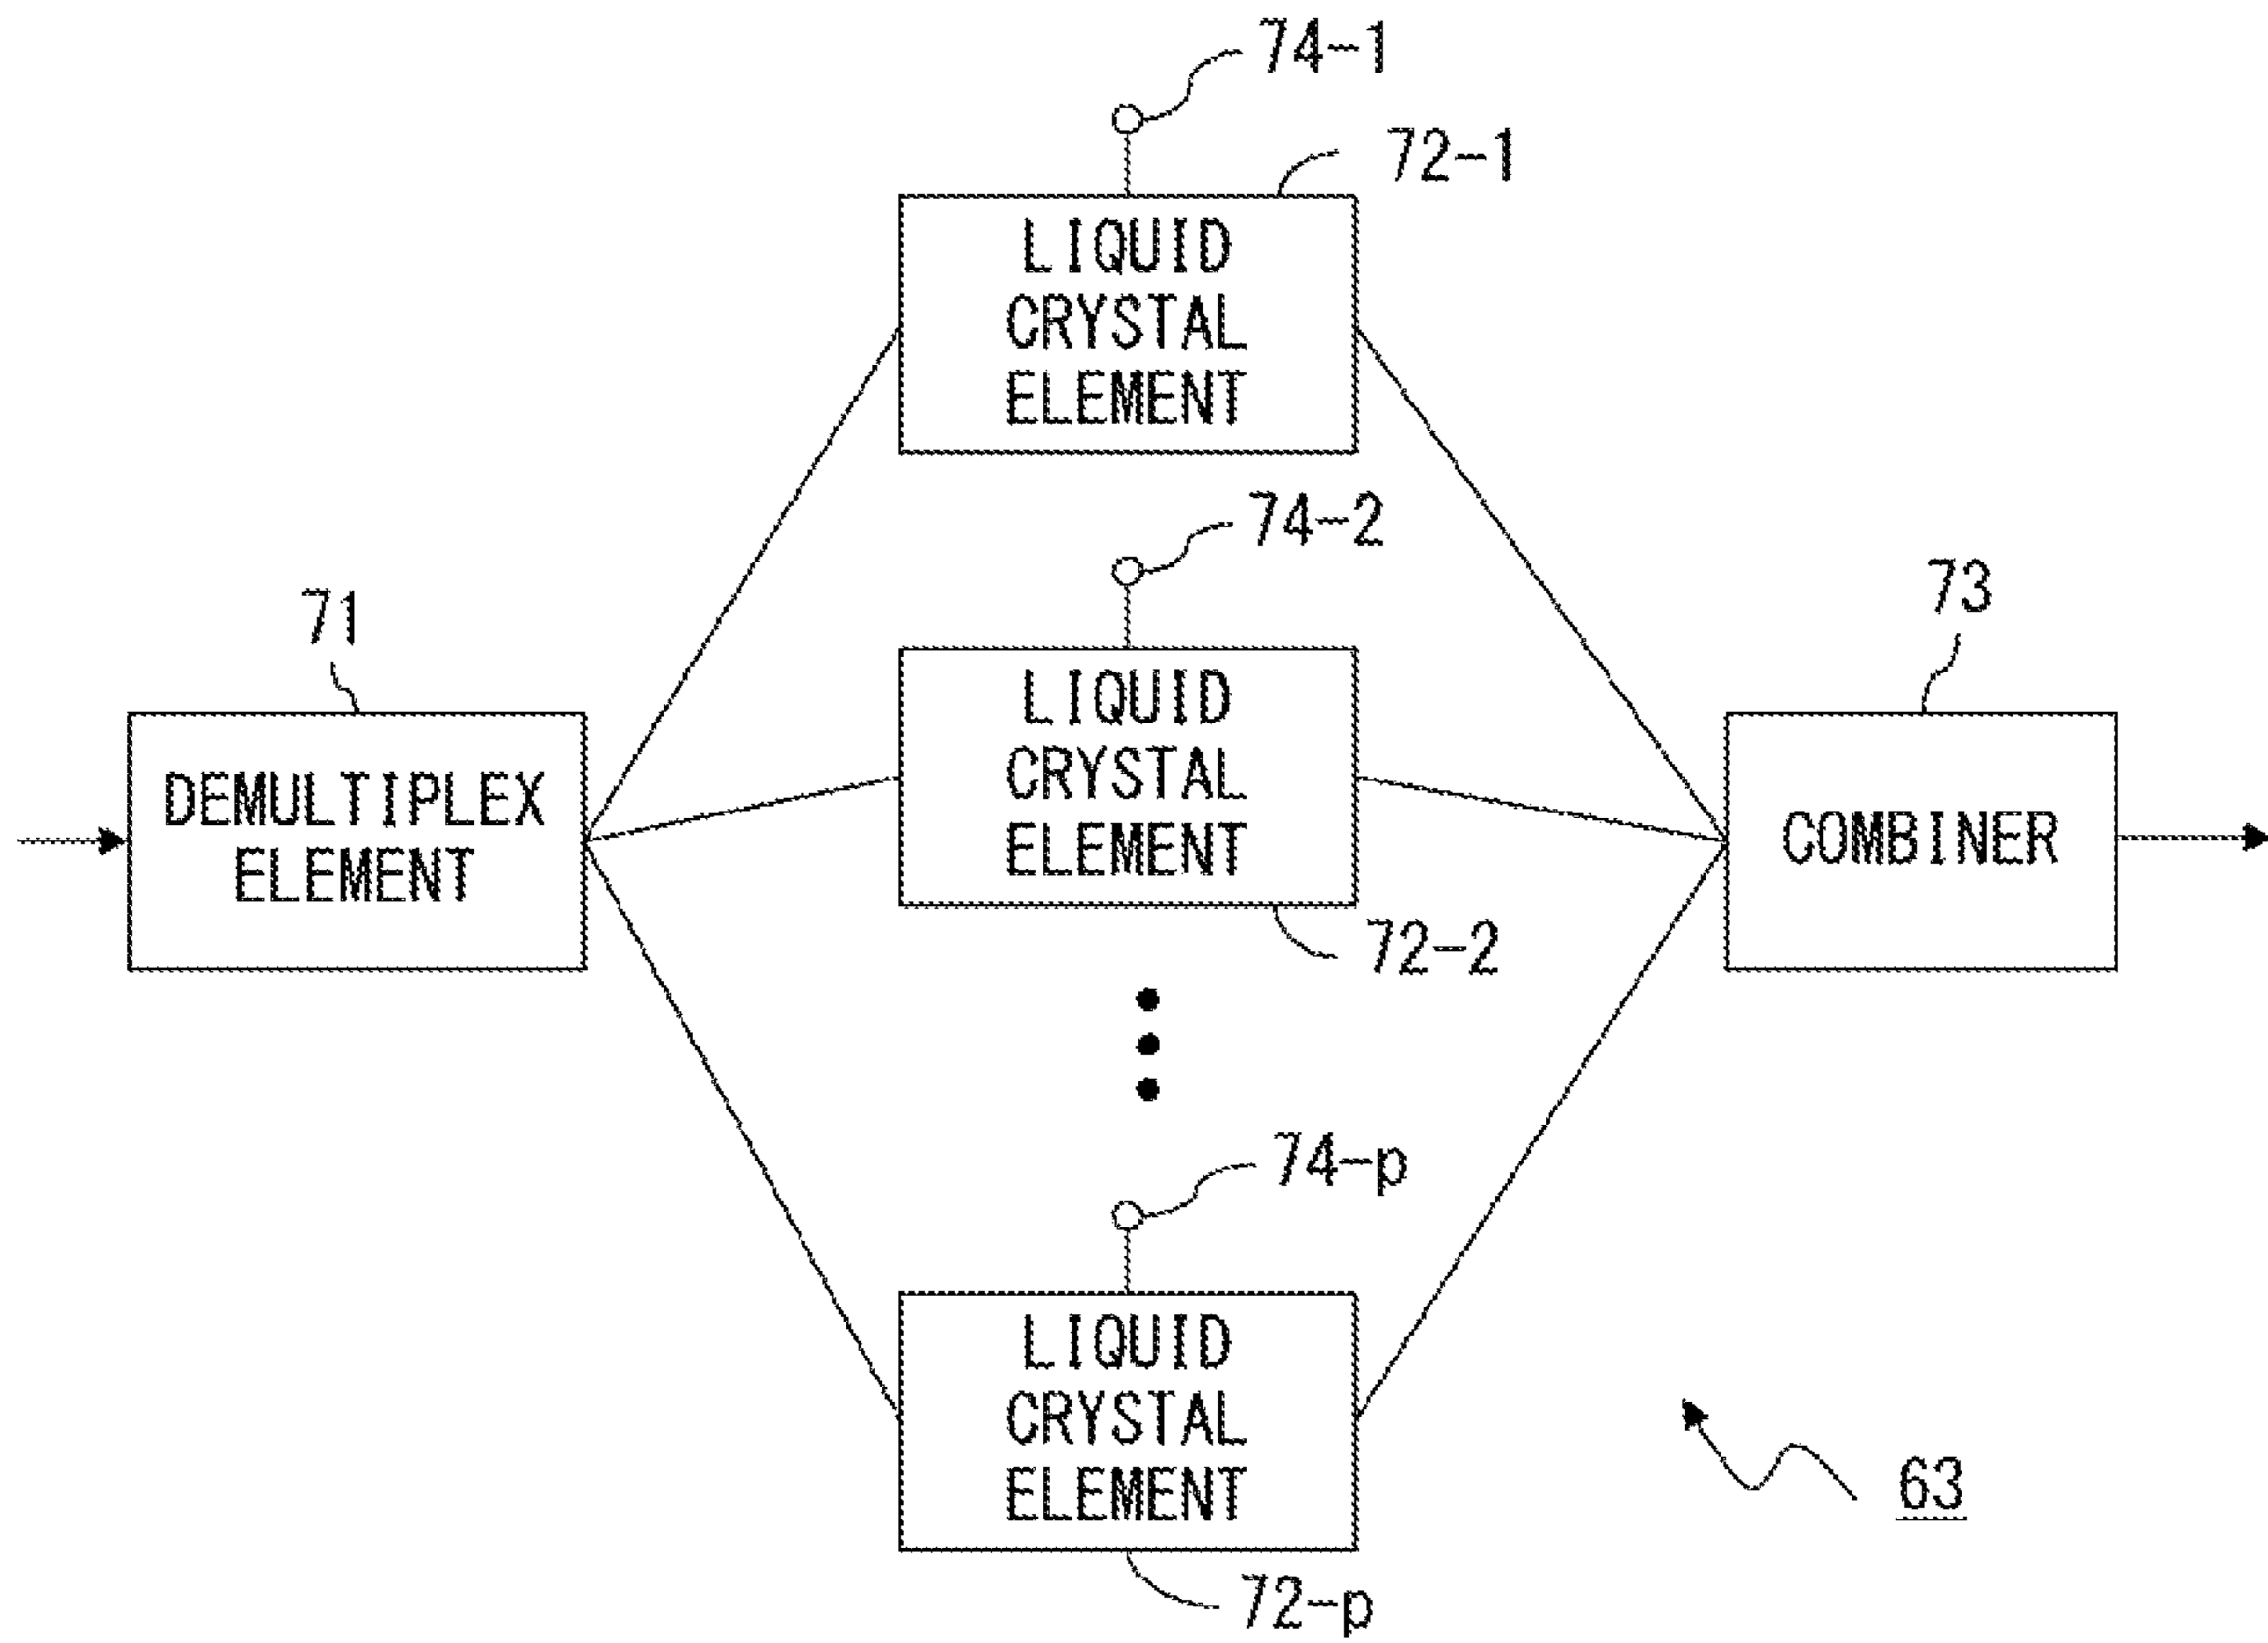 74-1
72-1
LIQUID
CRYSTAL
ELEMENT
74-2
71
73
LIQUID
CRYSTAL
ELEMENT
DEMULTIPLEX
ELEMENT
COMBINER
72-2
74-p
LIQUID
CRYSTAL
ELEMENT
63
72-p